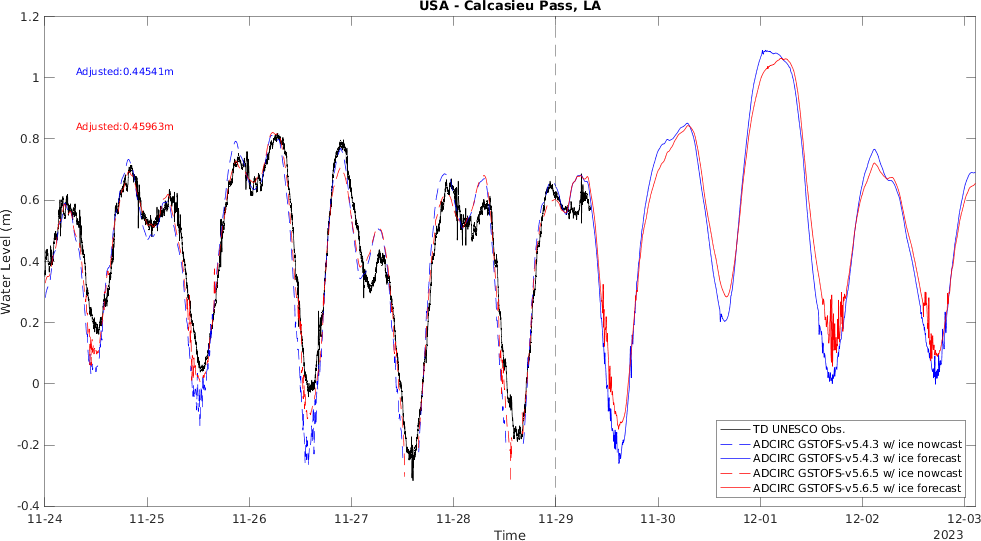 USA - Calcasieu Pass, LA
1.2
1
0.8
0.6
0.4
0.2
0
-0.2
-0.4
Water Level (m)
Adjusted:0.44541m
Adjusted:0.45963m
TD UNESCO Obs.
ADCIRC GSTOFS-v5.4.3 w/ ice nowcast
ADCIRC GSTOFS-v5.4.3 w/ ice forecast
ADCIRC GSTOFS-v5.6.5 w/ ice nowcast
ADCIRC GSTOFS-v5.6.5 w/ ice forecast
11-24 11-25 11-26 11-27 11-28 11-29 11-30 12-01 12-02 12-03
Time
2023